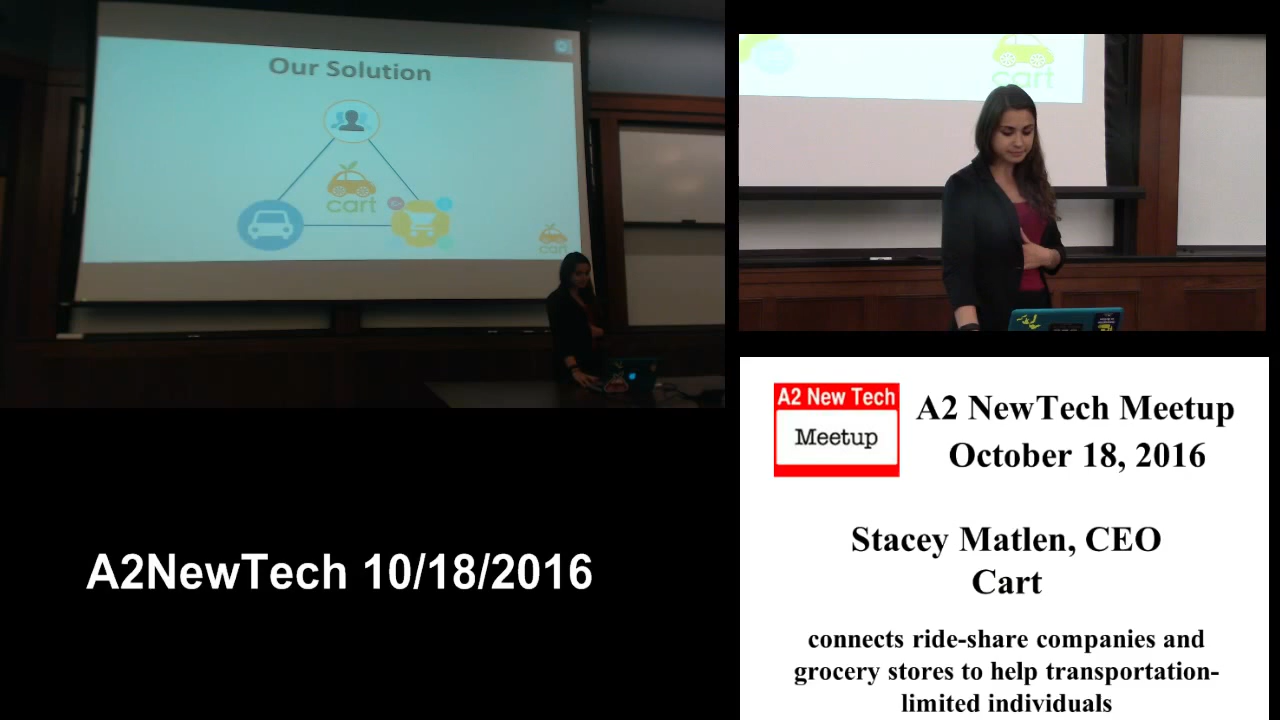 Our Solution
cart
cart
cart
A2NewTech 10/18/2016
A2 New Tech
Meetup
A2 NewTech Meetup
October 18, 2016
Stacey Matlen, CEO
Cart
connects ride-share companies and
grocery stores to help transportation-
limited individuals